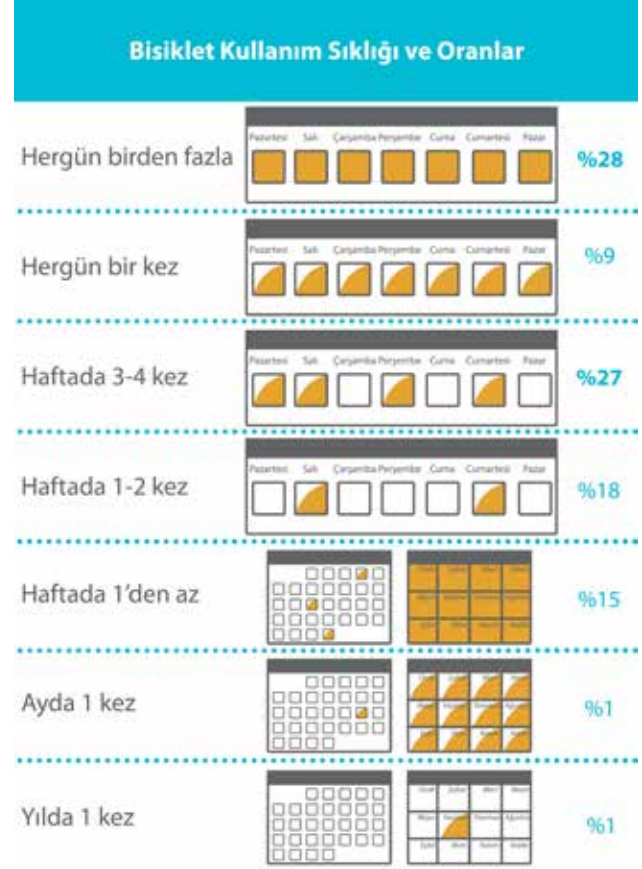 Bisiklet Kullanım Sıklığı ve Oranlar
Pazartesi Salı Çarşamba Perşembe Cuma Cumartesi Pazar
Hergün birden fazla
%28
Pazartesi Salı Çarşamba Perşembe Cuma Cumartesi Pazar
Hergün bir kez
%9
Pazartesi Salı Çarşamba Perşembe Cuma Cumartesi Pazar
Haftada 3-4 kez
%27
Pazartesi Salı Çarşamba Perşembe Cuma Cumartesi Pazar
Haftada 1-2 kez
%18
Haftada 1'den az
%15
Ayda 1 kez
%1
Yılda 1 kez
%1